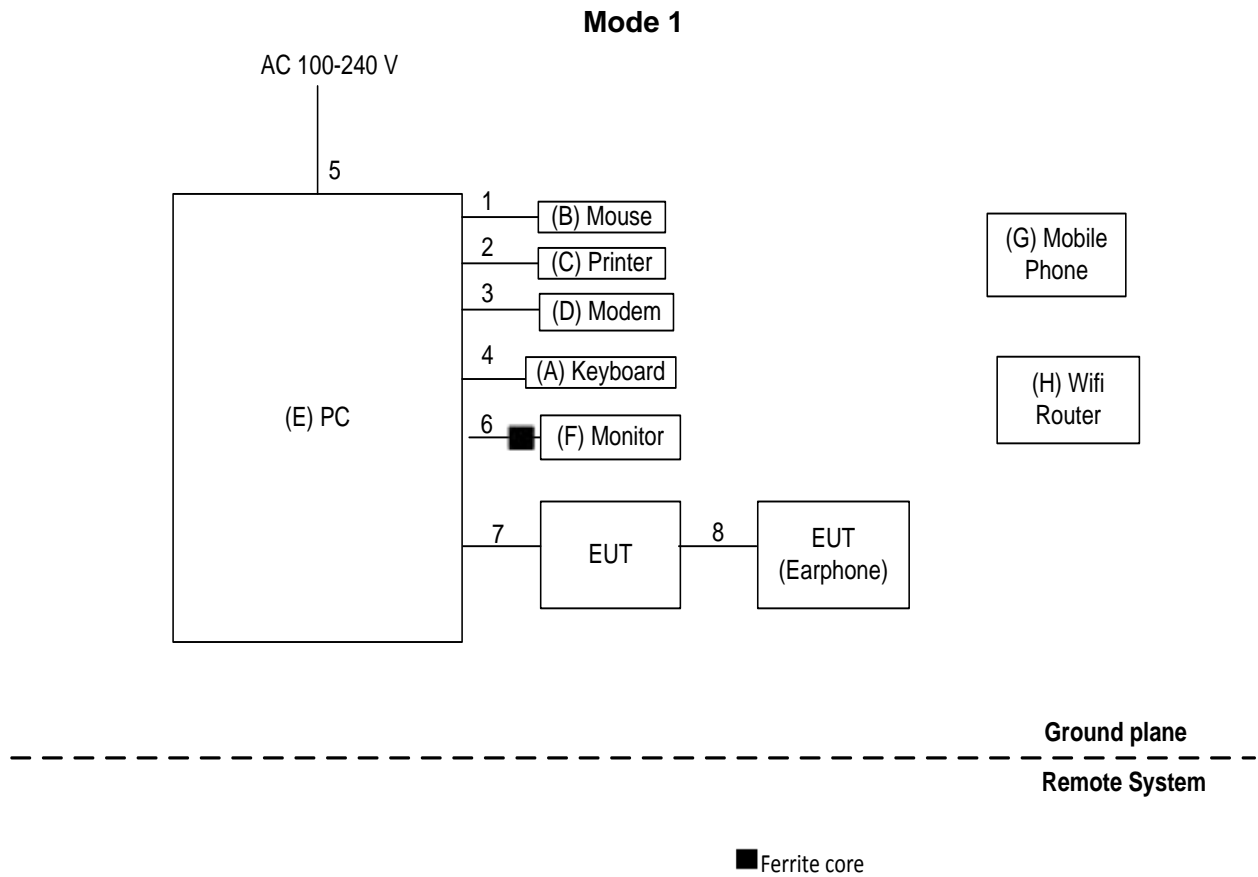 Mode 1
AC 100-240 V
5
1
(B) Mouse
2
(C) Printer
3
(D) Modem
4
(A) Keyboard
(E) PC
6
(F) Monitor
7
EUT
8
EUT
(Earphone)
(G) Mobile
Phone
(H) Wifi
Router
Ground plane
Remote System
Ferrite core